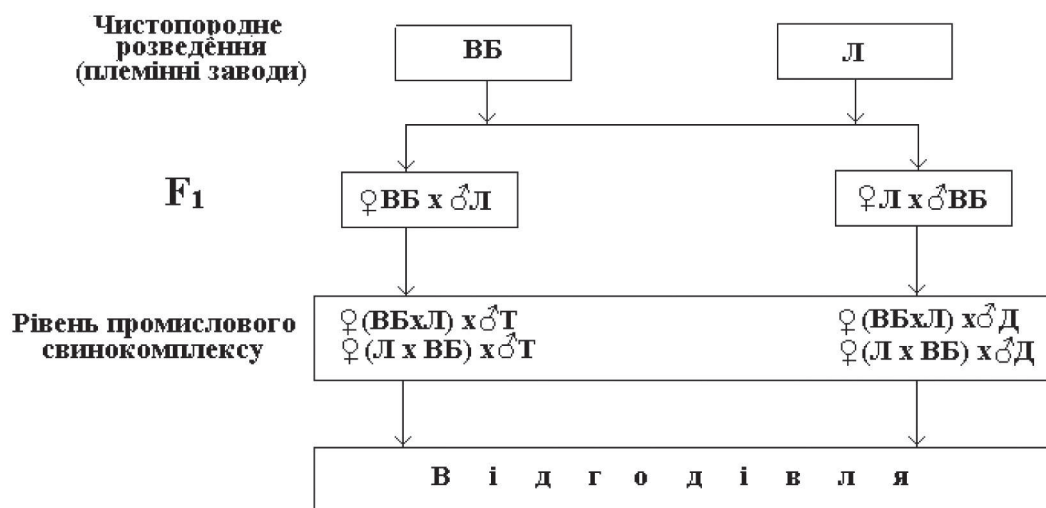 Чистопородне
розведення
(племінні заводи)
ВБ
Л
F₁
♀ВБ х ♂Л
♀Л х ♂ВБ
Рівень промислового
свинокомплексу
♀(ВБхЛ) х♂Т
♀(Л х ВБ) х♂Т
♀(ВБхЛ) х♂Д
♀(Л х ВБ) х♂Д
В і д г о д і в л я